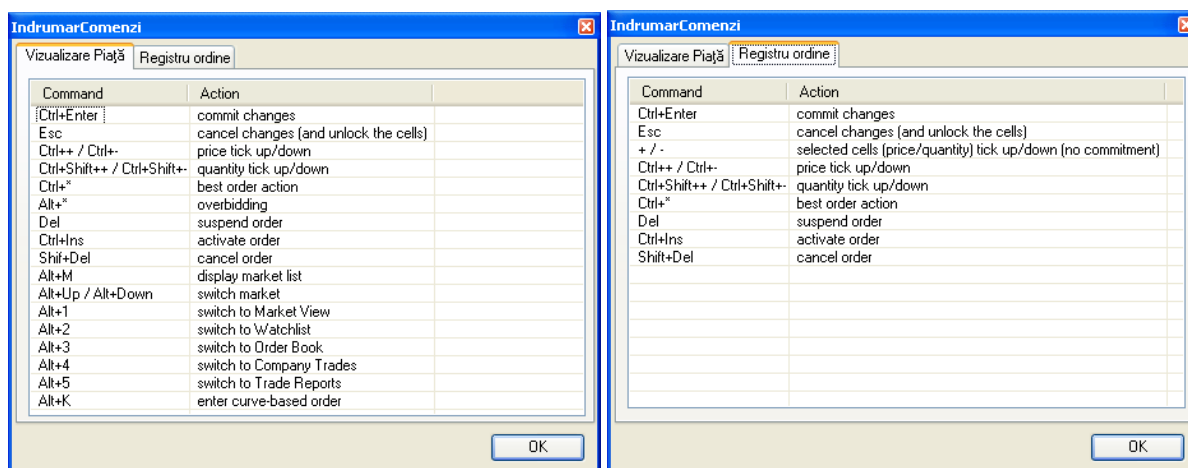 IndrumarComenzi
Vizualizare Piaţă Registru ordine
Command Action
Ctrl+Enter commit changes
Esc cancel changes (and unlock the cells)
Ctrl++ / Ctrl+- price tick up/down
Ctrl+Shift++ / Ctrl+Shift+- quantity tick up/down
Ctrl+* best order action
Alt+* overbidding
Del suspend order
Ctrl+Ins activate order
Shif+Del cancel order
Alt+M display market list
Alt+Up / Alt+Down switch market
Alt+1 switch to Market View
Alt+2 switch to Watchlist
Alt+3 switch to Order Book
Alt+4 switch to Company Trades
Alt+5 switch to Trade Reports
Alt+K enter curve-based order
OK
IndrumarComenzi
Vizualizare Piaţă Registru ordine
Command Action
Ctrl+Enter commit changes
Esc cancel changes (and unlock the cells)
+ / - selected cells (price/quantity) tick up/down (no commitment)
Ctrl++ / Ctrl+- price tick up/down
Ctrl+Shift++ / Ctrl+Shift+- quantity tick up/down
Ctrl+* best order action
Del suspend order
Ctrl+Ins activate order
Shift+Del cancel order
OK